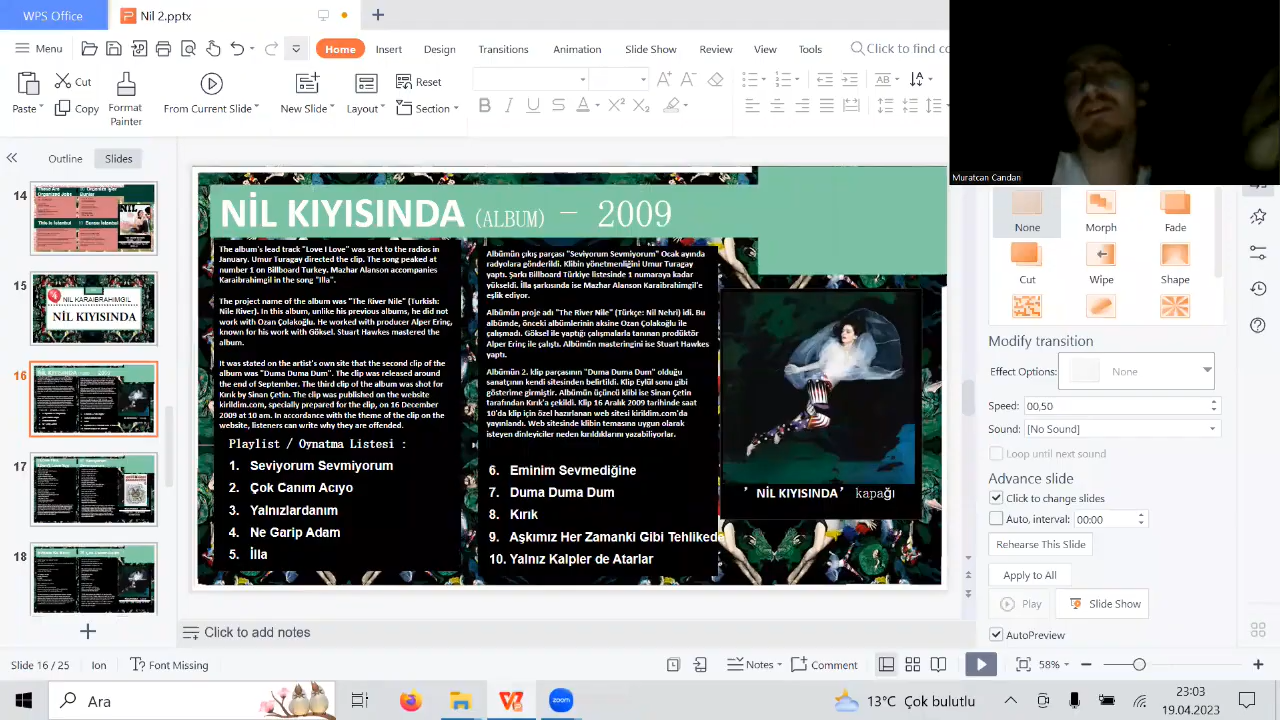 WPS Office
Nil 2.pptx
Menu
Home
Insert
Design
Transitions
Animation
Slide Show
Review
View
Tools
Click to find co
Paste
Cut
Copy
Format
Painter
From Current Slide
New Slide
Layout
Reset
Section
Muratcan Candan
Outline
Slides
14
15
NİL KARAİBRAHİMGİL
NİL KIYISINDA
16
17
18
NİL KIYISINDA (ALBUM) — 2009
The album's lead track "Love I Love" was sent to the radios in
January. Umur Turagay directed the clip. The song peaked at
number 1 on Billboard Turkey. Mazhar Alanson accompanies
Karaibrahimgil in the song "Illa".
The project name of the album was "The River Nile" (Turkish:
Nile River). In this album, unlike his previous albums, he did not
work with Ozan Çolakoğlu. He worked with producer Alper Erinç,
known for his work with Göksel. Stuart Hawkes mastered the
album.
It was stated on the artist's own site that the second clip of the
album was "Duma Duma Dum". The clip was released around
the end of September. The third clip of the album was shot for
Kırık by Sinan Çetin. The clip was published on the website
Kirildim.com, specially prepared for the clip, on 16 December
2009 at 10 am. In accordance with the theme of the clip on the
website, listeners can write why they are offended.
Playlist / Oynatma Listesi :
1. Seviyorum Sevmiyorum
2. Çok Canım Acıyo
3. Yalnızlardanım
4. Ne Garip Adam
5. İlla
Albümün çıkış parçası "Seviyorum Sevmiyorum" Ocak ayında
radyolara gönderildi. Klibin yönetmenliğini Umur Turagay
yaptı. Şarkı Billboard Türkiye listesinde 1 numaraya kadar
yükseldi. İlla şarkısında ise Mazhar Alanson Karaibrahimgil'e
eşlik ediyor.
Albümün proje adı "The River Nile" (Türkçe: Nil Nehri) idi. Bu
albümde, önceki albümlerinin aksine Ozan Çolakoğlu ile
çalışmadı. Göksel ile yaptığı çalışmalarla tanınan prodüktör
Alper Erinç ile çalıştı. Albümün masteringini ise Stuart Hawkes
yaptı.
Albümün 2. klip parçasının "Duma Duma Dum" olduğu
sanatçının kendi sitesinden belirtildi. Klip Eylül sonu gibi
gösterime girmiştir. Albümün üçüncü klibi ise Sinan Çetin
tarafından Kırık'a çekildi. Klip 16 Aralık 2009 tarihinde saat
10'da klip için özel hazırlanan web sitesi kirildim.com'da
yayınlandı. Web sitesinde klibin temasına uygun olarak
isteyen dinleyiciler neden kırıldıklarını yazabiliyorlar.
6. Eminim Sevmediğine
7. Duma Duma Dum
8. Kırık
9. Aşkımız Her Zamanki Gibi Tehlikede
NİL KIYISINDA' kapağı
None
Morph
Fade
Wipe
Shape
Cut
Modify transition
Effect Options:
None
Speed: 00,50
Sound: [No Sound]
Loop until next sound
Advance slide
Click to change slides
Auto, interval: 00:00
Rehearse This Slide
Apply to All
Play
Slide Show
AutoPreview
Click to add notes
Slide 16 / 25
Ion
Font Missing
Notes
Comment
58%
Ara
zoom
13°C Çok bulutlu
23:03
19.04.2023